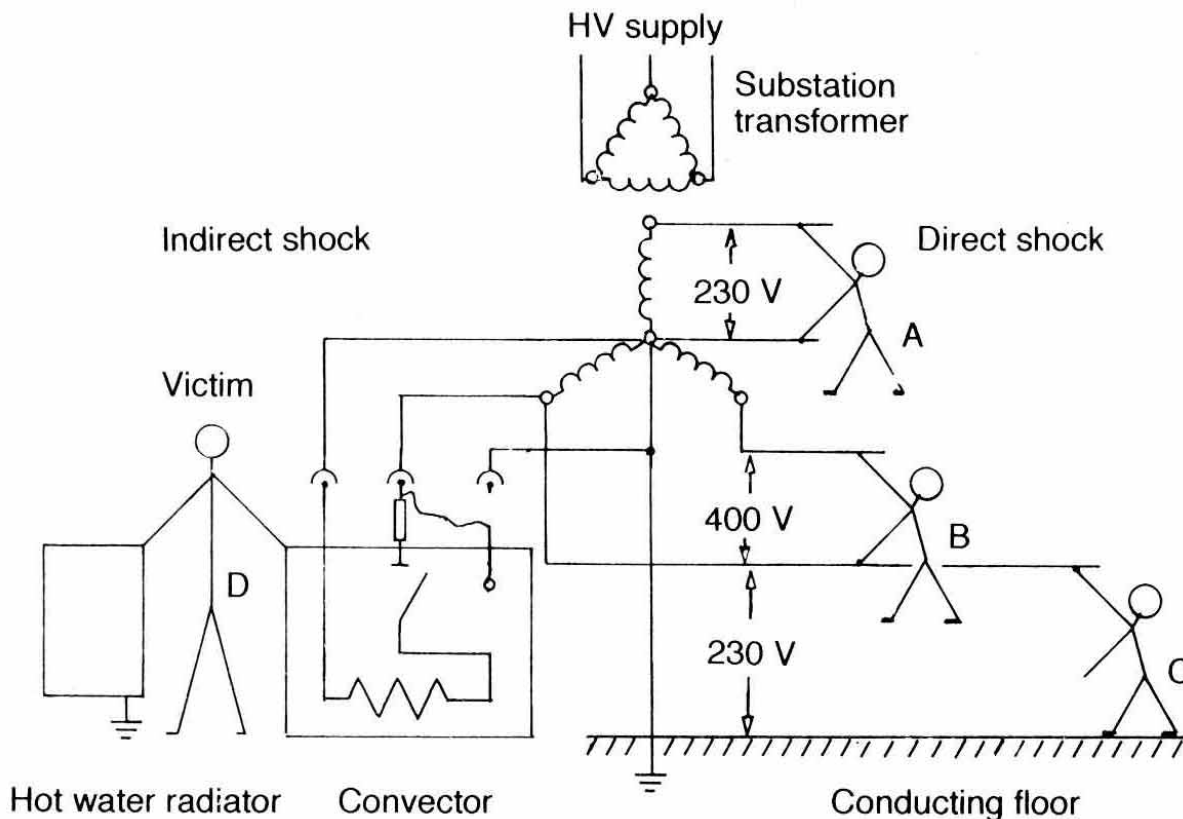 HV supply
Substation
transformer
Indirect shock
Direct shock
230 V
A
Victim
400 V
B
D
230 V
C
Hot water radiator
Convector
Conducting floor